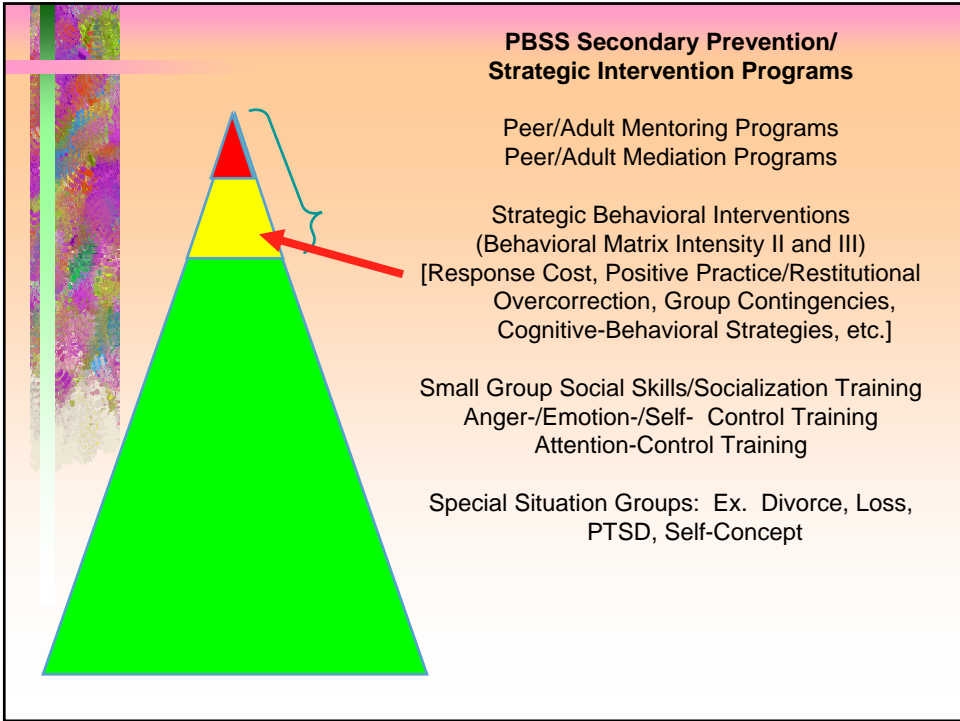 PBSS Secondary Prevention/
Strategic Intervention Programs
Peer/Adult Mentoring Programs
Peer/Adult Mediation Programs
Strategic Behavioral Interventions
(Behavioral Matrix Intensity II and III)
[Response Cost, Positive Practice/Restitutional
Overcorrection, Group Contingencies,
Cognitive-Behavioral Strategies, etc.]
Small Group Social Skills/Socialization Training
Anger-/Emotion-/Self- Control Training
Attention-Control Training
Special Situation Groups: Ex. Divorce, Loss,
PTSD, Self-Concept